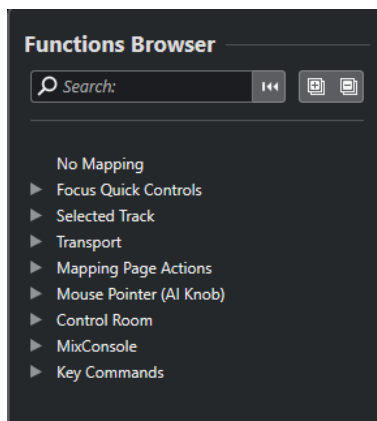 Functions Browser
Search:
No Mapping
Focus Quick Controls
Selected Track
Transport
Mapping Page Actions
Mouse Pointer (AI Knob)
Control Room
MixConsole
Key Commands